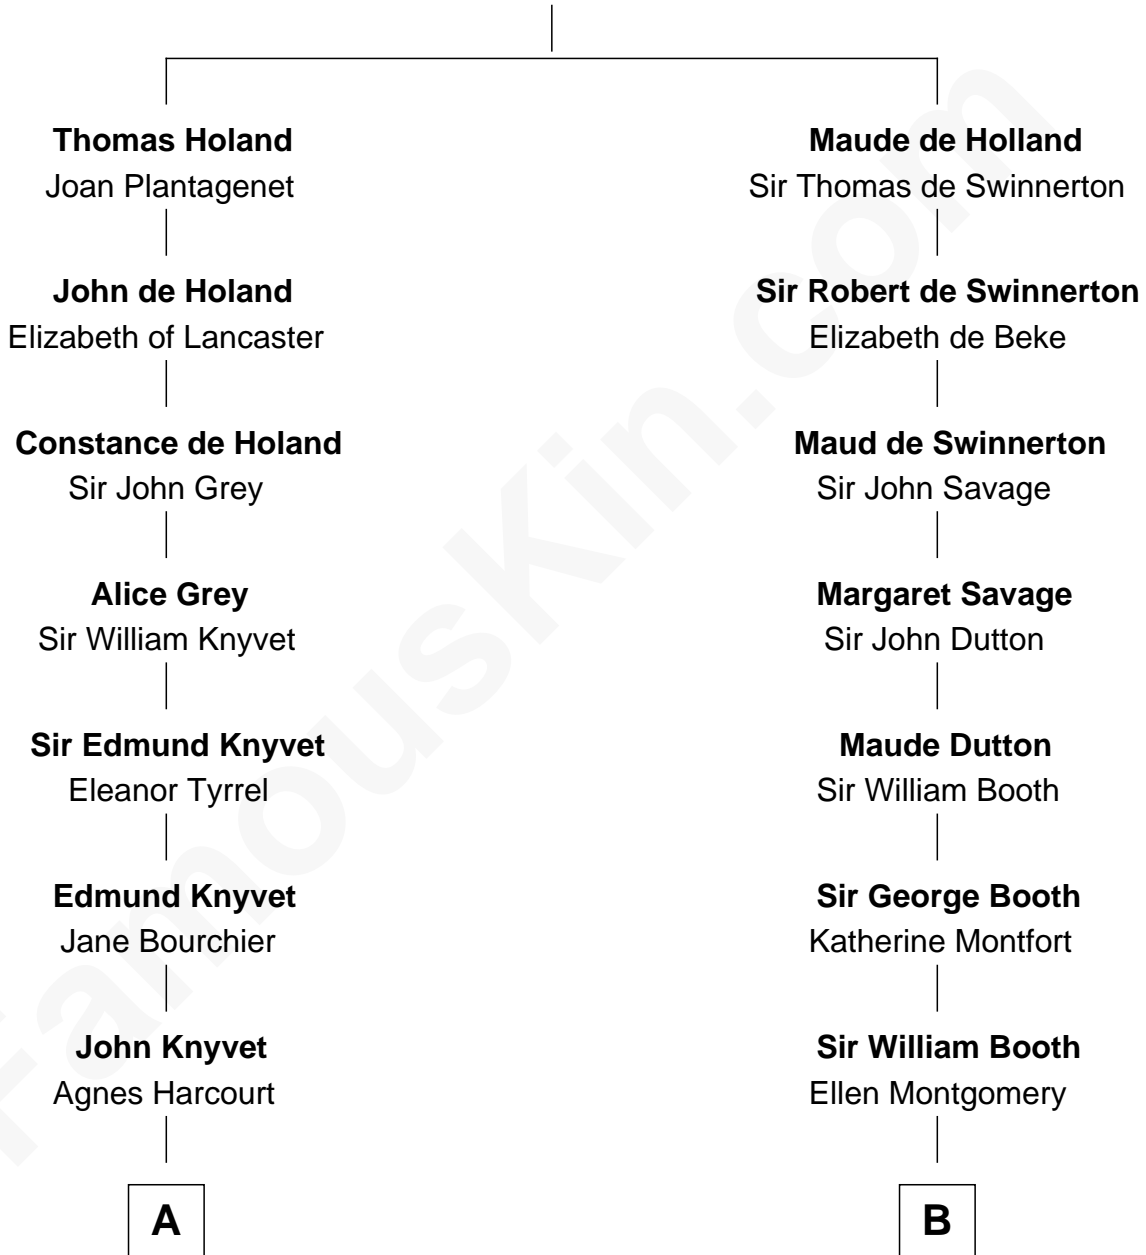 Thomas Holand
Joan Plantagenet
John de Holand
Elizabeth of Lancaster
Constance de Holand
Sir John Grey
Alice Grey
Sir William Knyvet
Sir Edmund Knyvet
Eleanor Tyrrel
Edmund Knyvet
Jane Bourchier
John Knyvet
Agnes Harcourt
A
Maude de Holland
Sir Thomas de Swinnerton
Sir Robert de Swinnerton
Elizabeth de Beke
Maud de Swinnerton
Sir John Savage
Margaret Savage
Sir John Dutton
Maude Dutton
Sir William Booth
Sir George Booth
Katherine Montfort
Sir William Booth
Ellen Montgomery
B
FamousKin.com